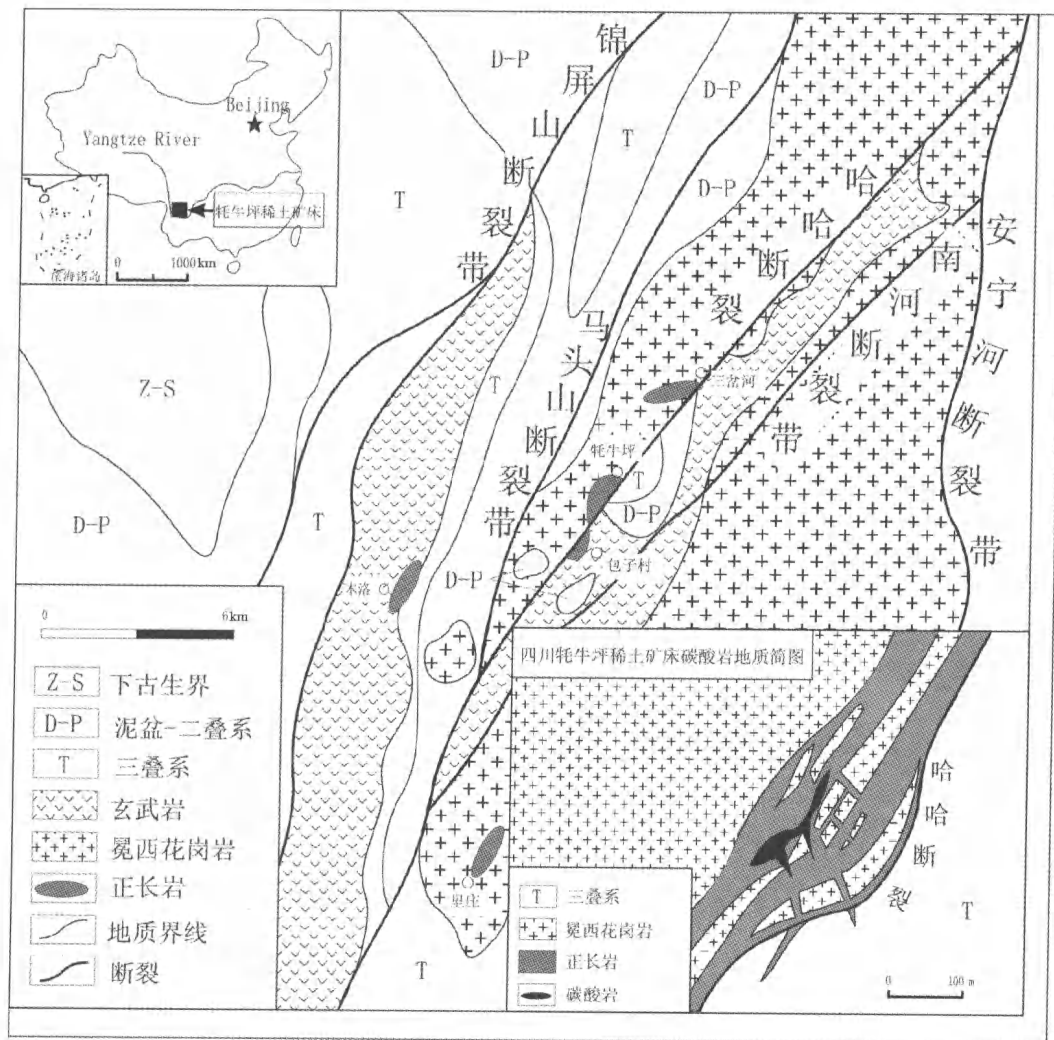 Beijing
Yangtze River
牦牛坪稀土矿床
南海诸岛
0 1000km
锦屏山断裂带
D-P
T
D-P
T
D-P
T
马头山断裂带
哈哈断裂
南河断裂带
安宁河断裂带
Z-S
D-P
T
三岔河
牦牛坪
T
D-P
包子村
D-P
木洛
里庄
T
0 6km
Z-S 下古生界
D-P 泥盆-二叠系
T 三叠系
玄武岩
冕西花岗岩
正长岩
地质界线
断裂
四川牦牛坪稀土矿床碳酸岩地质简图
哈哈断裂
T
T 三叠系
冕西花岗岩
正长岩
碳酸岩
0 100 m